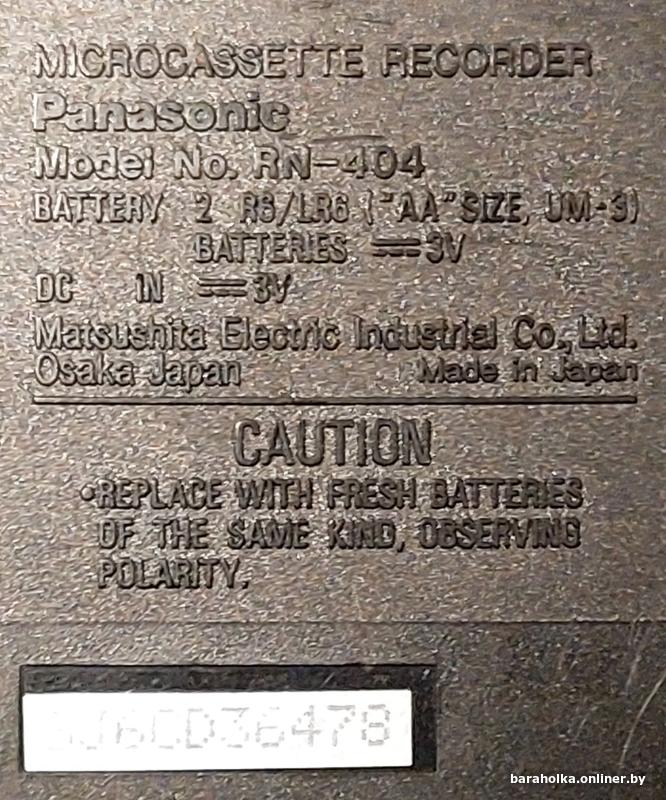 MICROCASSETTE RECORDER
Panasonic
Model No. RN-404
BATTERY 2 R6/LR6 ("AA" SIZE, UM-3)
BATTERIES ⎓3V
DC IN ⎓3V
Matsushita Electric Industrial Co., Ltd.
Osaka Japan Made in Japan
CAUTION
•REPLACE WITH FRESH BATTERIES
OF THE SAME KIND, OBSERVING
POLARITY.
baraholka.onliner.by